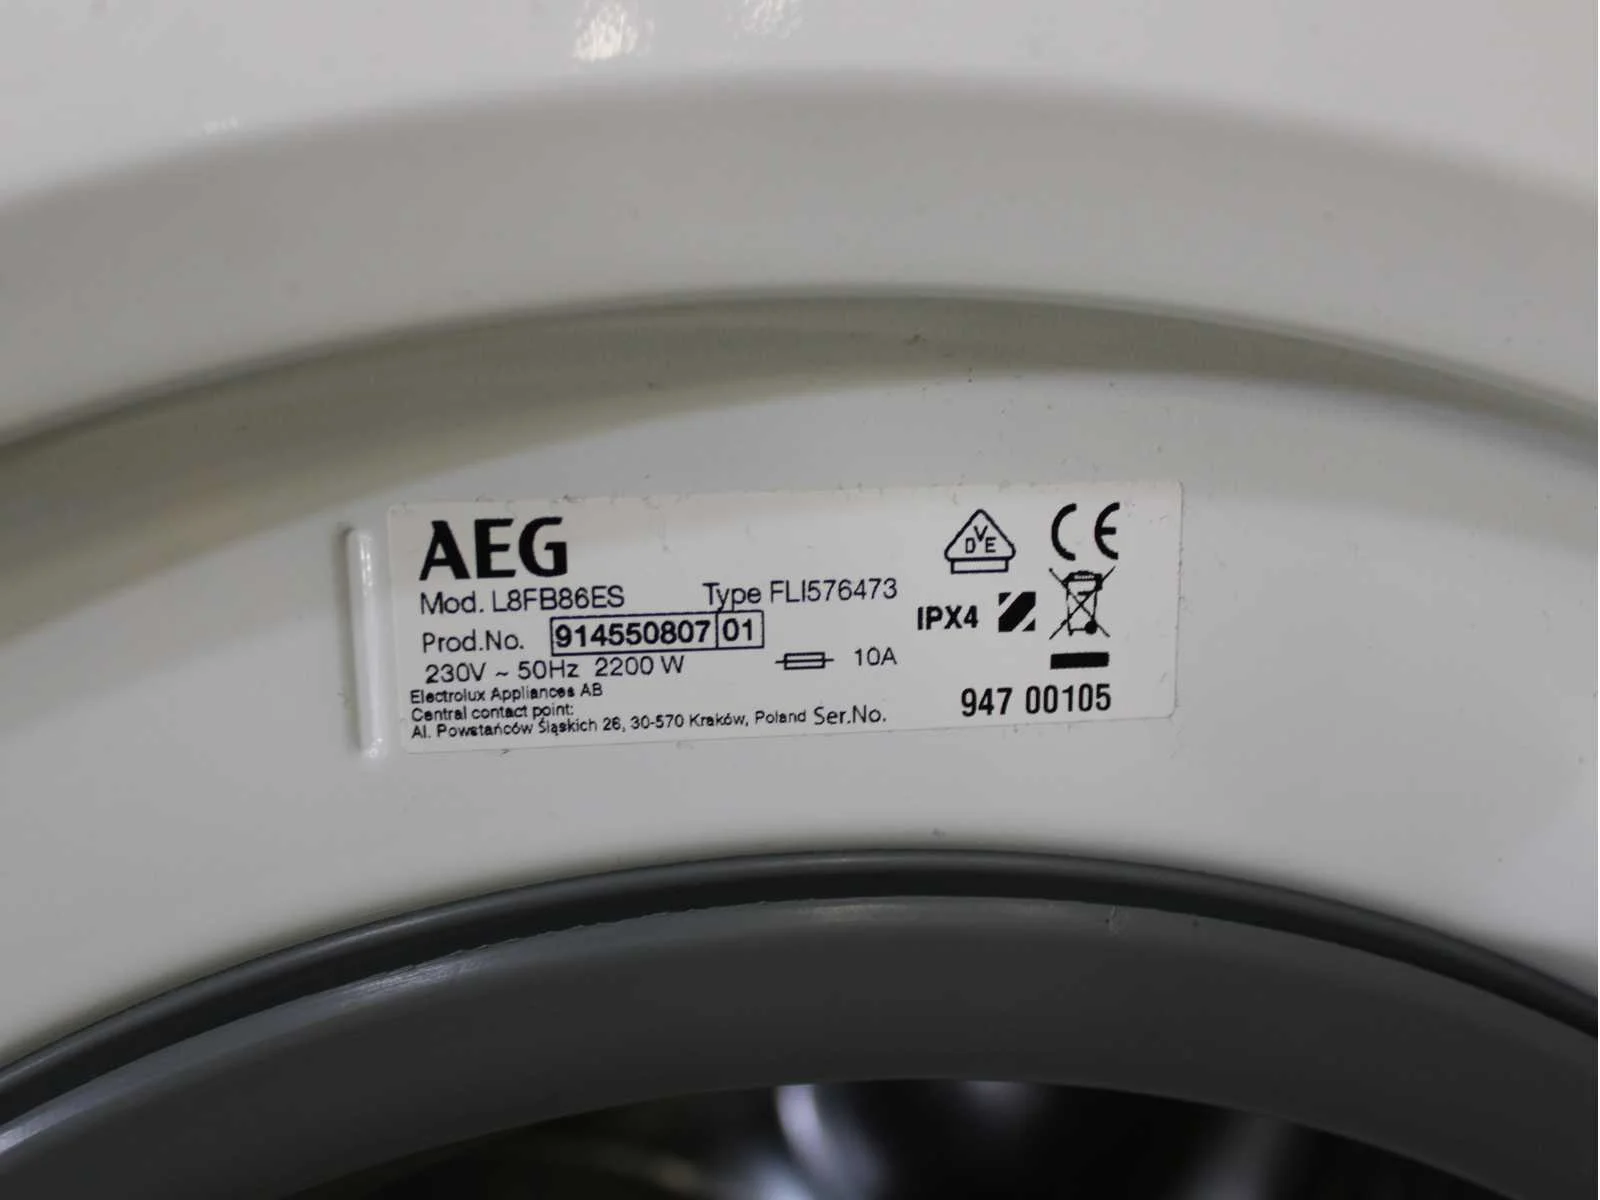 AEG
Mod. L8FB86ES Type FLI576473
Prod.No. 914550807 01
230V ~ 50Hz 2200 W 10A
Electrolux Appliances AB
Central contact point:
Al. Powstańców Śląskich 26, 30-570 Kraków, Poland Ser.No. 947 00105
DVE
CE
IPX4